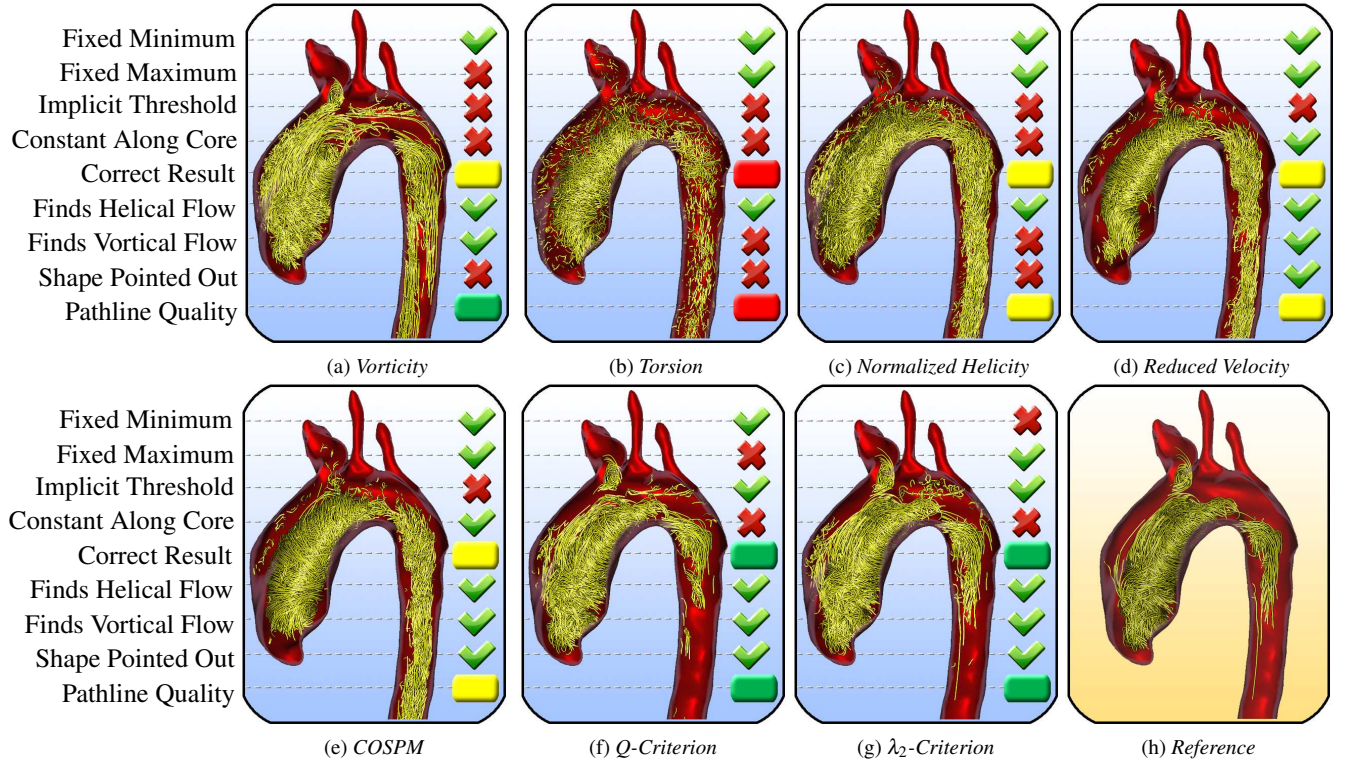 Fixed Minimum
Fixed Maximum
Implicit Threshold
Constant Along Core
Correct Result
Finds Helical Flow
Finds Vortical Flow
Shape Pointed Out
Pathline Quality
(a) Vorticity
(b) Torsion
(c) Normalized Helicity
(d) Reduced Velocity
Fixed Minimum
Fixed Maximum
Implicit Threshold
Constant Along Core
Correct Result
Finds Helical Flow
Finds Vortical Flow
Shape Pointed Out
Pathline Quality
(e) COSPM
(f) Q-Criterion
(g) λ₂-Criterion
(h) Reference